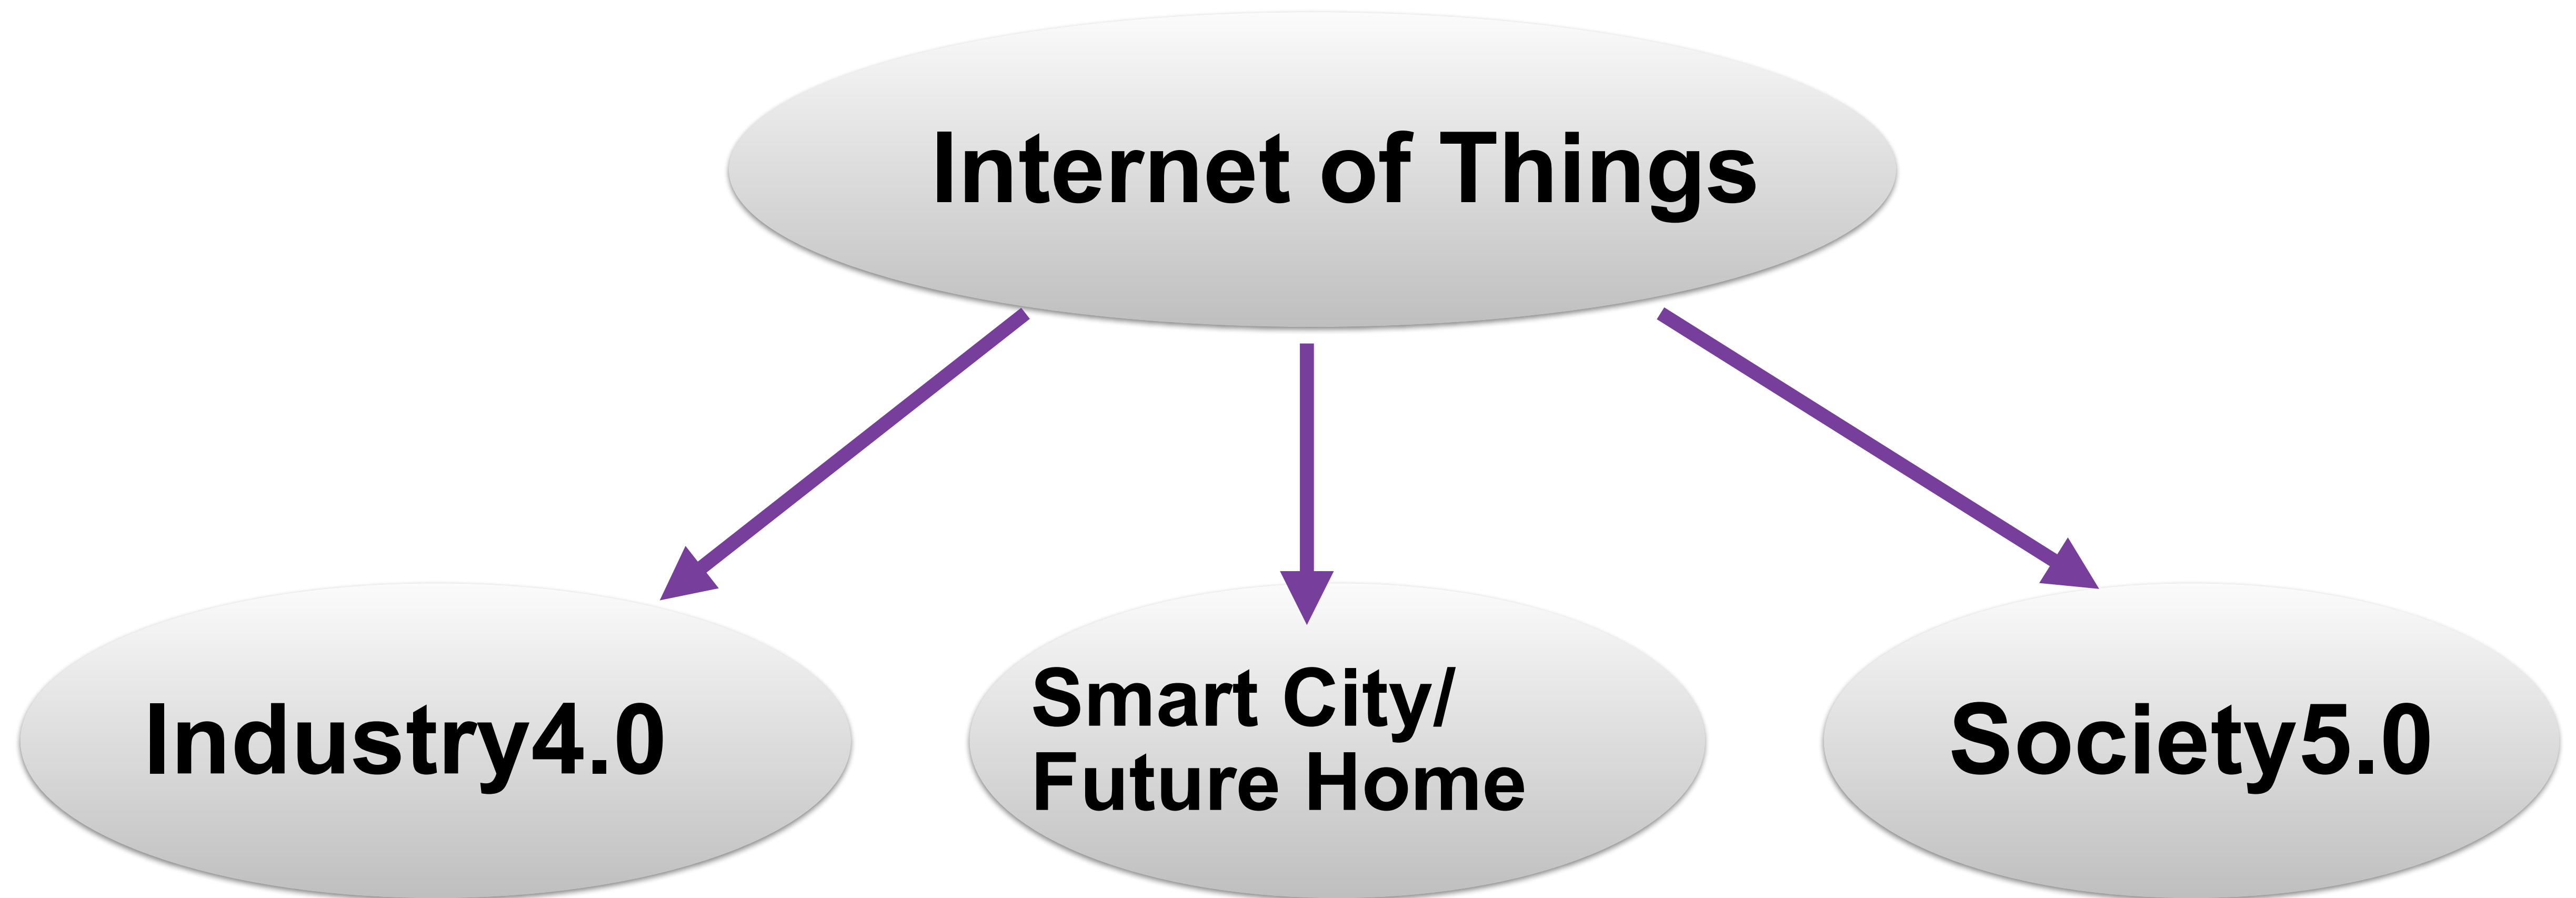 Internet of Things
Industry4.0
Smart City/
Future Home
Society5.0